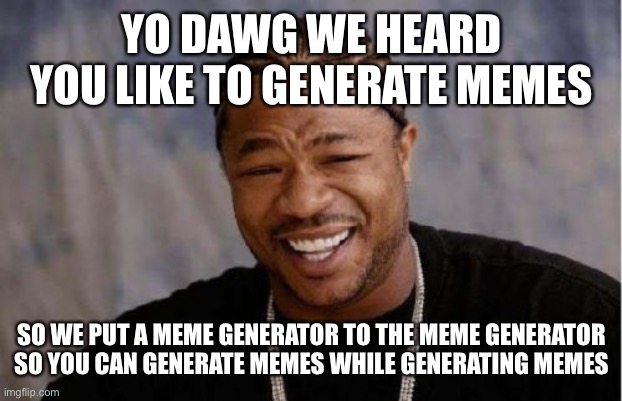 YO DAWG WE HEARD
YOU LIKE TO GENERATE MEMES
SO WE PUT A MEME GENERATOR TO THE MEME GENERATOR
SO YOU CAN GENERATE MEMES WHILE GENERATING MEMES
imgflip.com